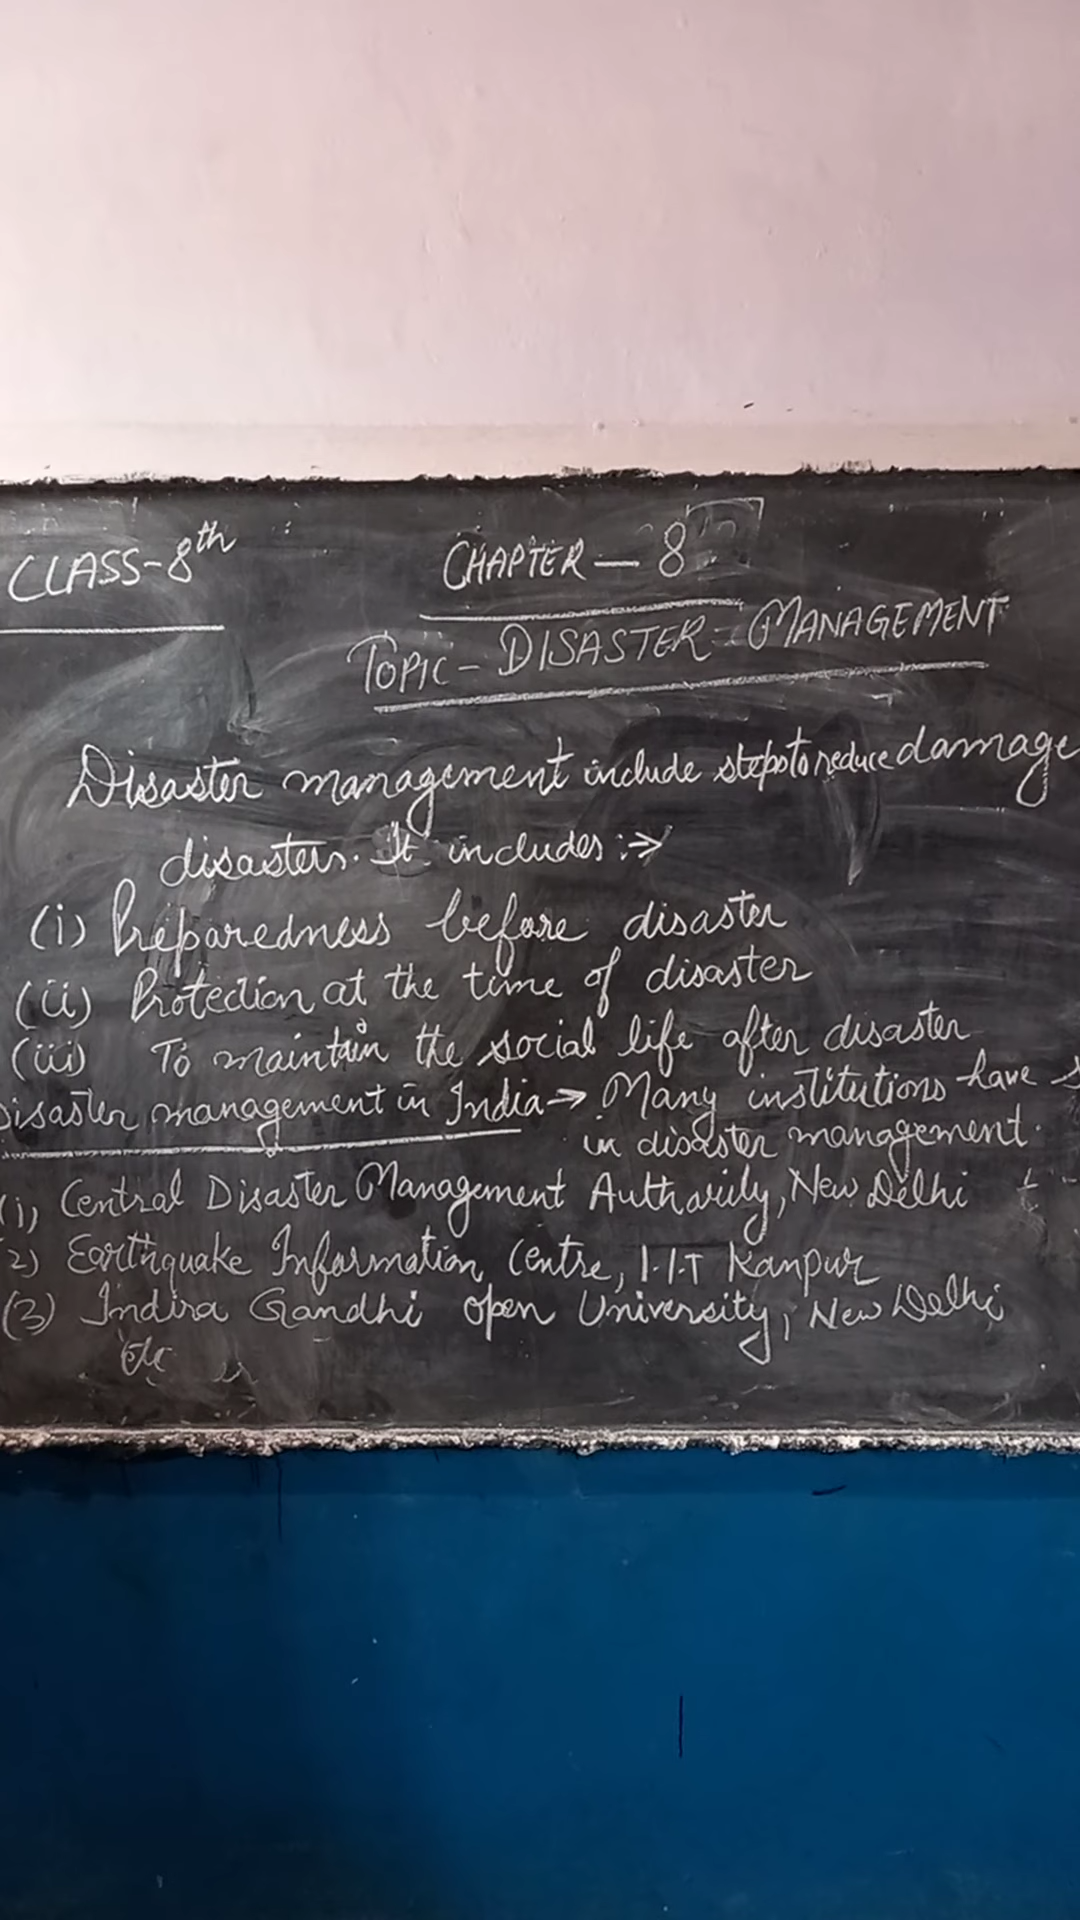 CLASS-8th
CHAPTER — 8
TOPIC - DISASTER - MANAGEMENT
Disaster management include steps to reduce damage
disasters. It includes :→
(i) Preparedness before disaster
(ii) Protection at the time of disaster
(iii) To maintain the social life after disaster
Disaster management in India → Many institutions have
in disaster management.
(1) Central Disaster Management Authority, New Delhi
(2) Earthquake Information Centre, I.I.T Kanpur
(3) Indira Gandhi Open University, New Delhi
Etc